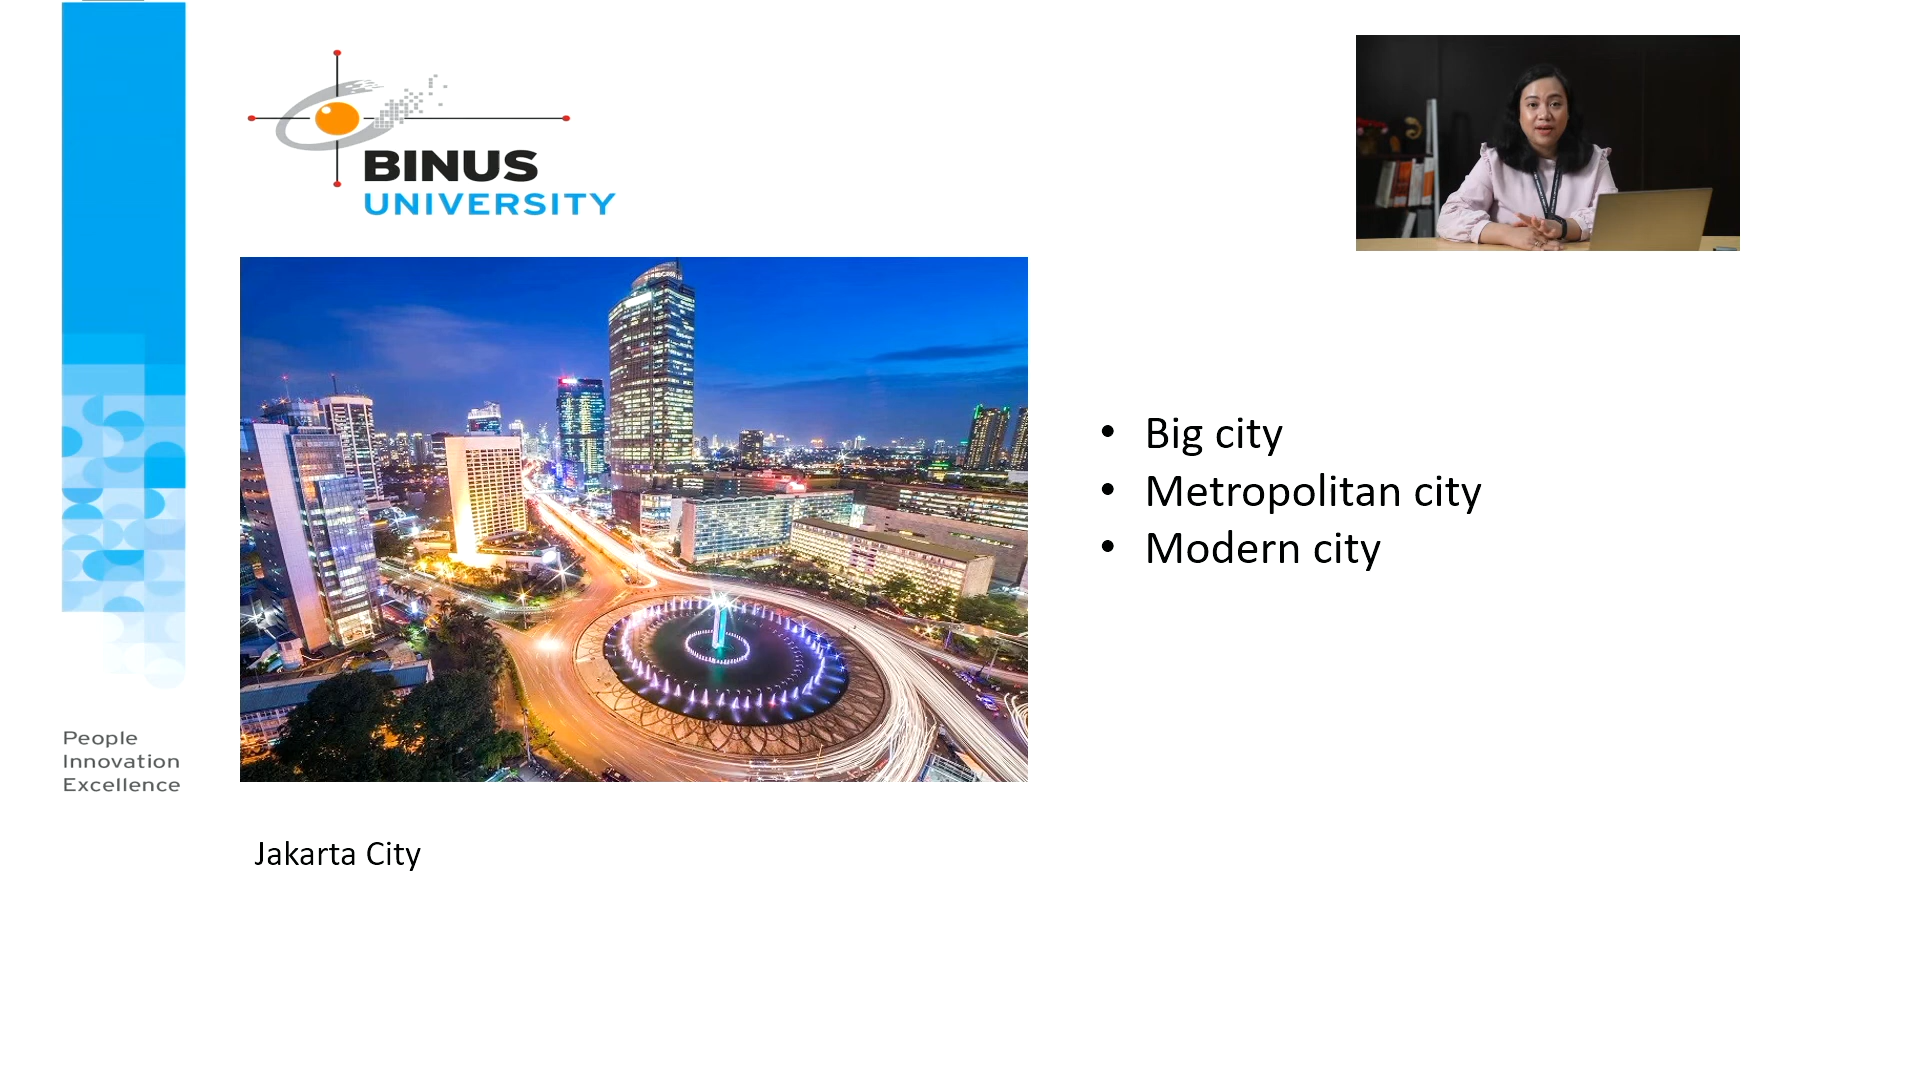 BINUS
UNIVERSITY
Big city
Metropolitan city
Modern city
People
Innovation
Excellence
Jakarta City